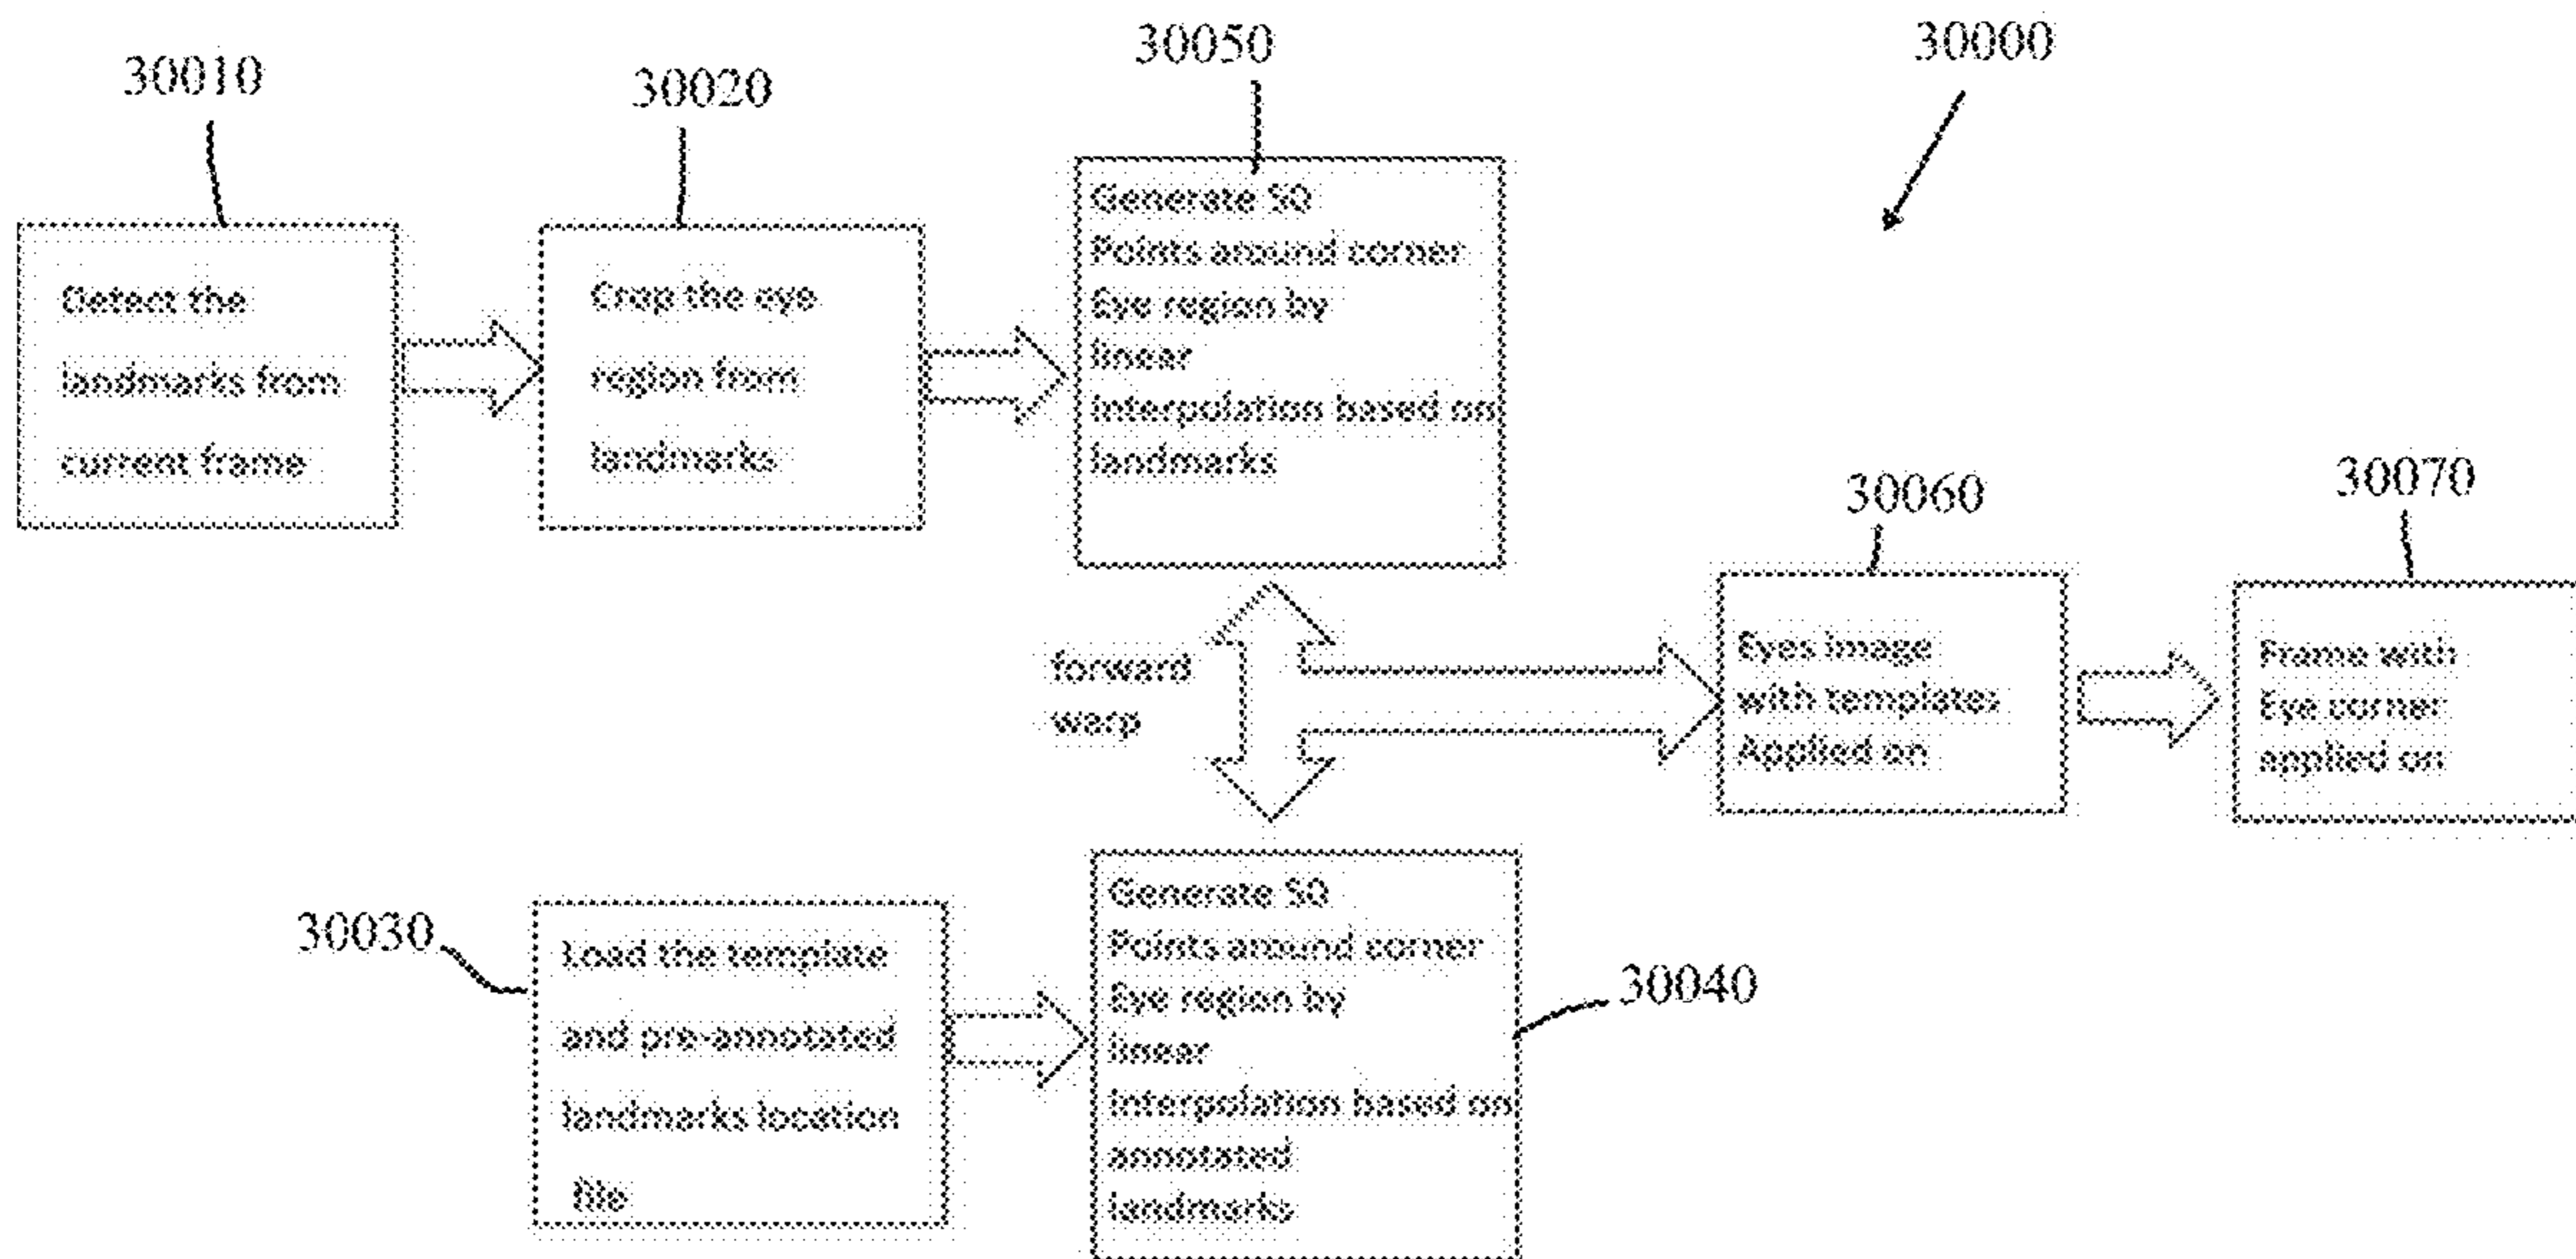 30010
30020
30050
30000
Detect the
landmarks from
current frame
Crop the eye
region from
landmarks
Generate 50
Points around corner
Eye region by
linear
Interpolation based on
landmarks
forward
warp
30060
Eyes image
with templates
Applied on
30070
Frame with
Eye corner
applied on
30030
Load the template
and pre-annotated
landmarks location
file
Generate 50
Points around corner
Eye region by
linear
Interpolation based on
annotated
landmarks
30040